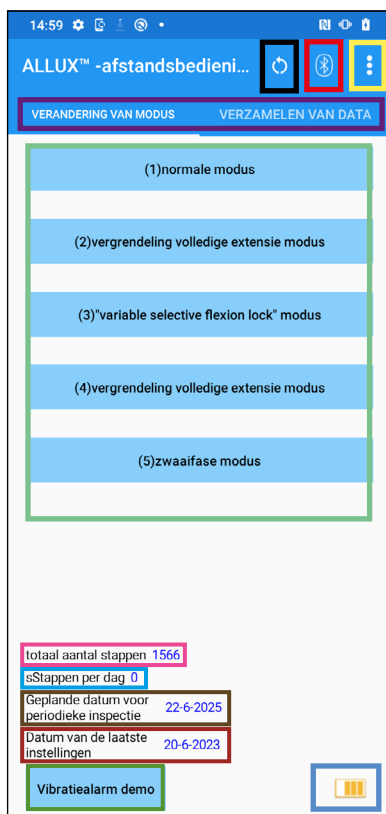 14:59
ALLUX™ -afstandsbedieni...
VERANDERING VAN MODUS VERZAMELEN VAN DATA
(1)normale modus
(2)vergrendeling volledige extensie modus
(3)"variable selective flexion lock" modus
(4)vergrendeling volledige extensie modus
(5)zwaaifase modus
totaal aantal stappen 1566
sStappen per dag 0
Geplande datum voor
periodieke inspectie 22-6-2025
Datum van de laatste
instellingen 20-6-2023
Vibratiealarm demo